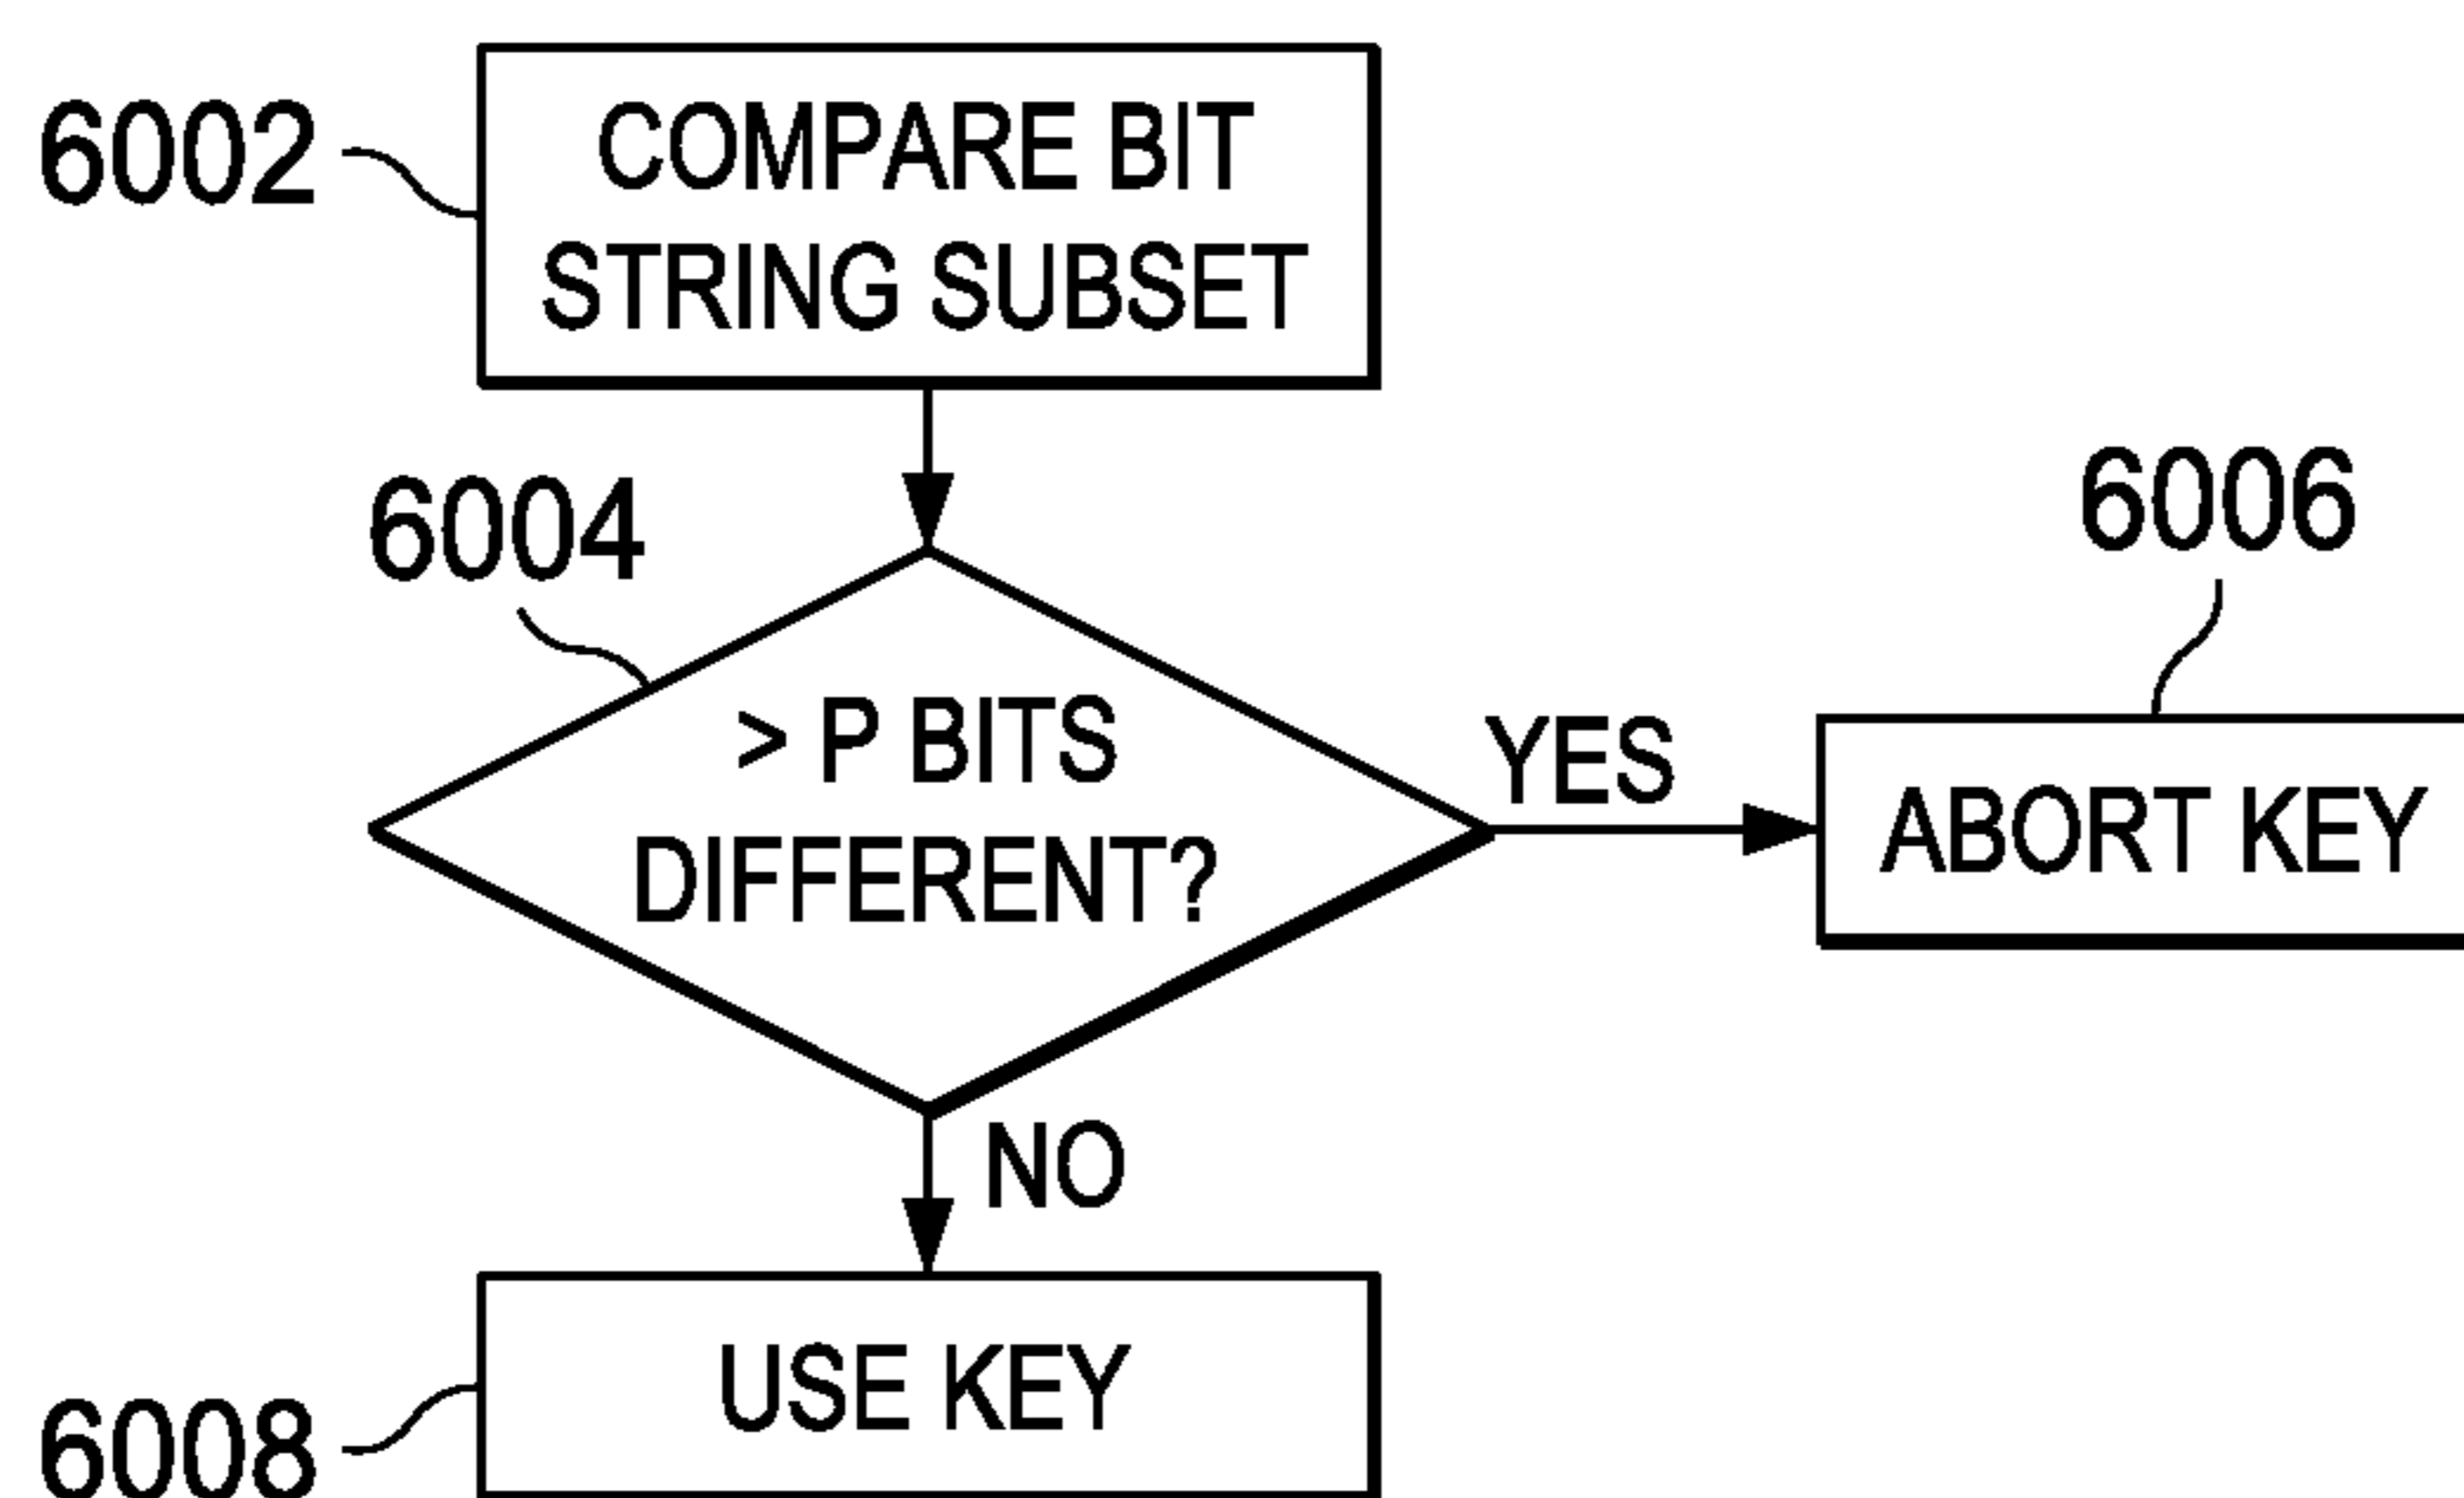 6002
COMPARE BIT
STRING SUBSET
6004
6006
> P BITS
DIFFERENT?
YES
ABORT KEY
NO
USE KEY
6008